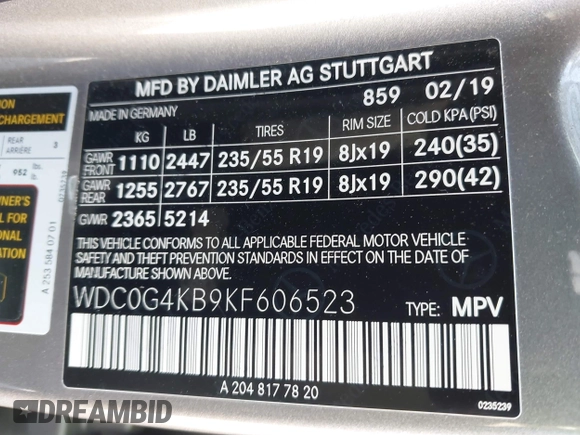 MFD BY DAIMLER AG STUTTGART
MADE IN GERMANY 859 02/19
KG LB TIRES RIM SIZE COLD KPA (PSI)
GAWR FRONT 1110 2447 235/55 R19 8Jx19 240(35)
GAWR REAR 1255 2767 235/55 R19 8Jx19 290(42)
GVWR 2365 5214
THIS VEHICLE CONFORMS TO ALL APPLICABLE FEDERAL MOTOR VEHICLE
SAFETY AND THEFT PREVENTION STANDARDS IN EFFECT ON THE DATE OF
MANUFACTURE SHOWN ABOVE.
WDC0G4KB9KF606523 TYPE: MPV
A 204 817 78 20
0235239
CHARGEMENT
REAR
ARRIÈRE 3
952 lbs.
0235239
A 253 584 07 01
DREAMBID